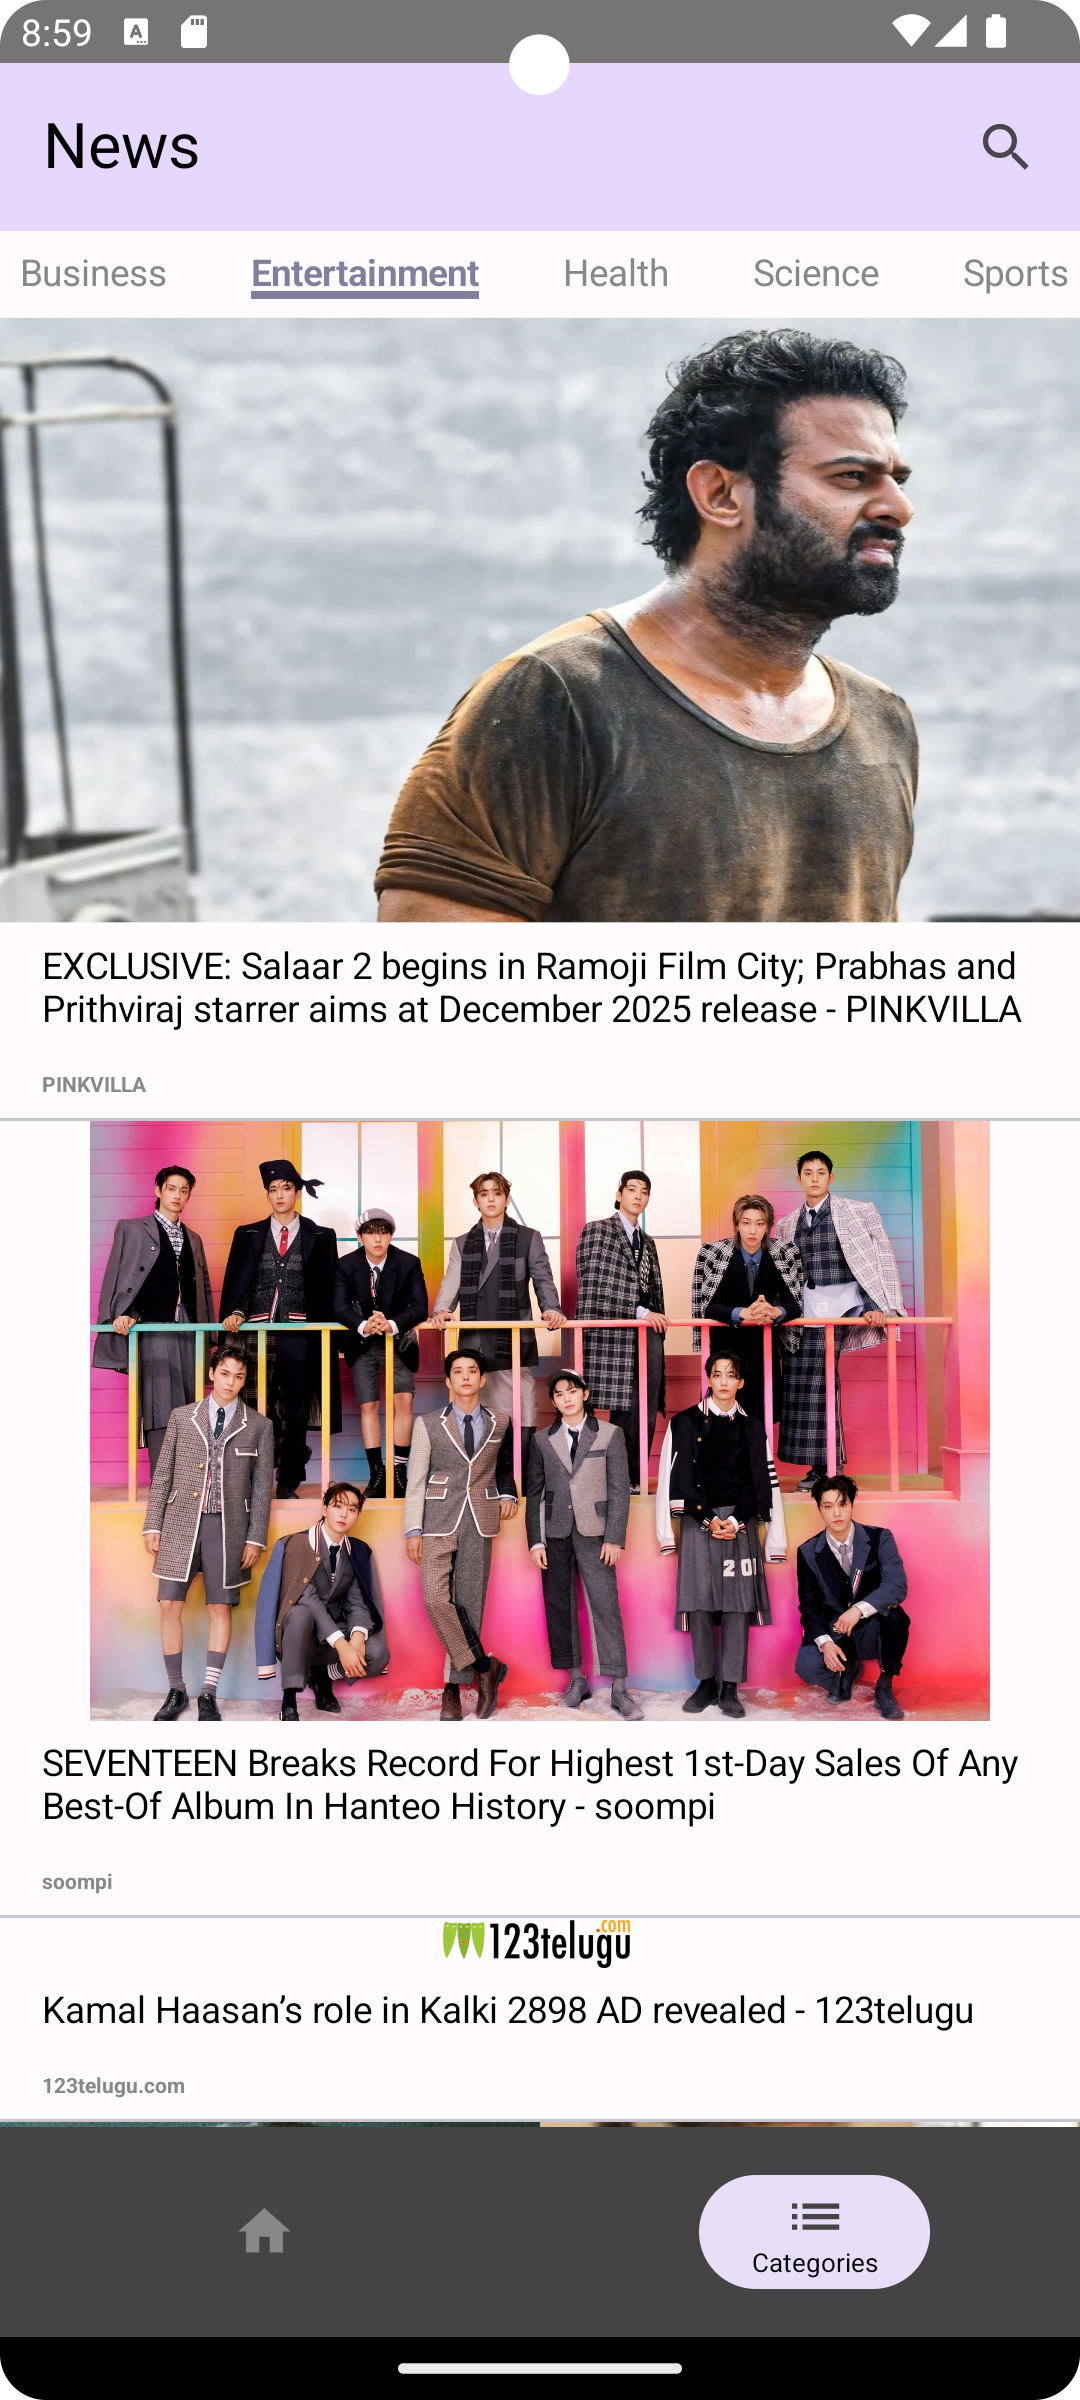 8:59
News
Business Entertainment Health Science Sports
EXCLUSIVE: Salaar 2 begins in Ramoji Film City; Prabhas and
Prithviraj starrer aims at December 2025 release - PINKVILLA
PINKVILLA
201
SEVENTEEN Breaks Record For Highest 1st-Day Sales Of Any
Best-Of Album In Hanteo History - soompi
soompi
123telugu.com
Kamal Haasan’s role in Kalki 2898 AD revealed - 123telugu
123telugu.com
Categories